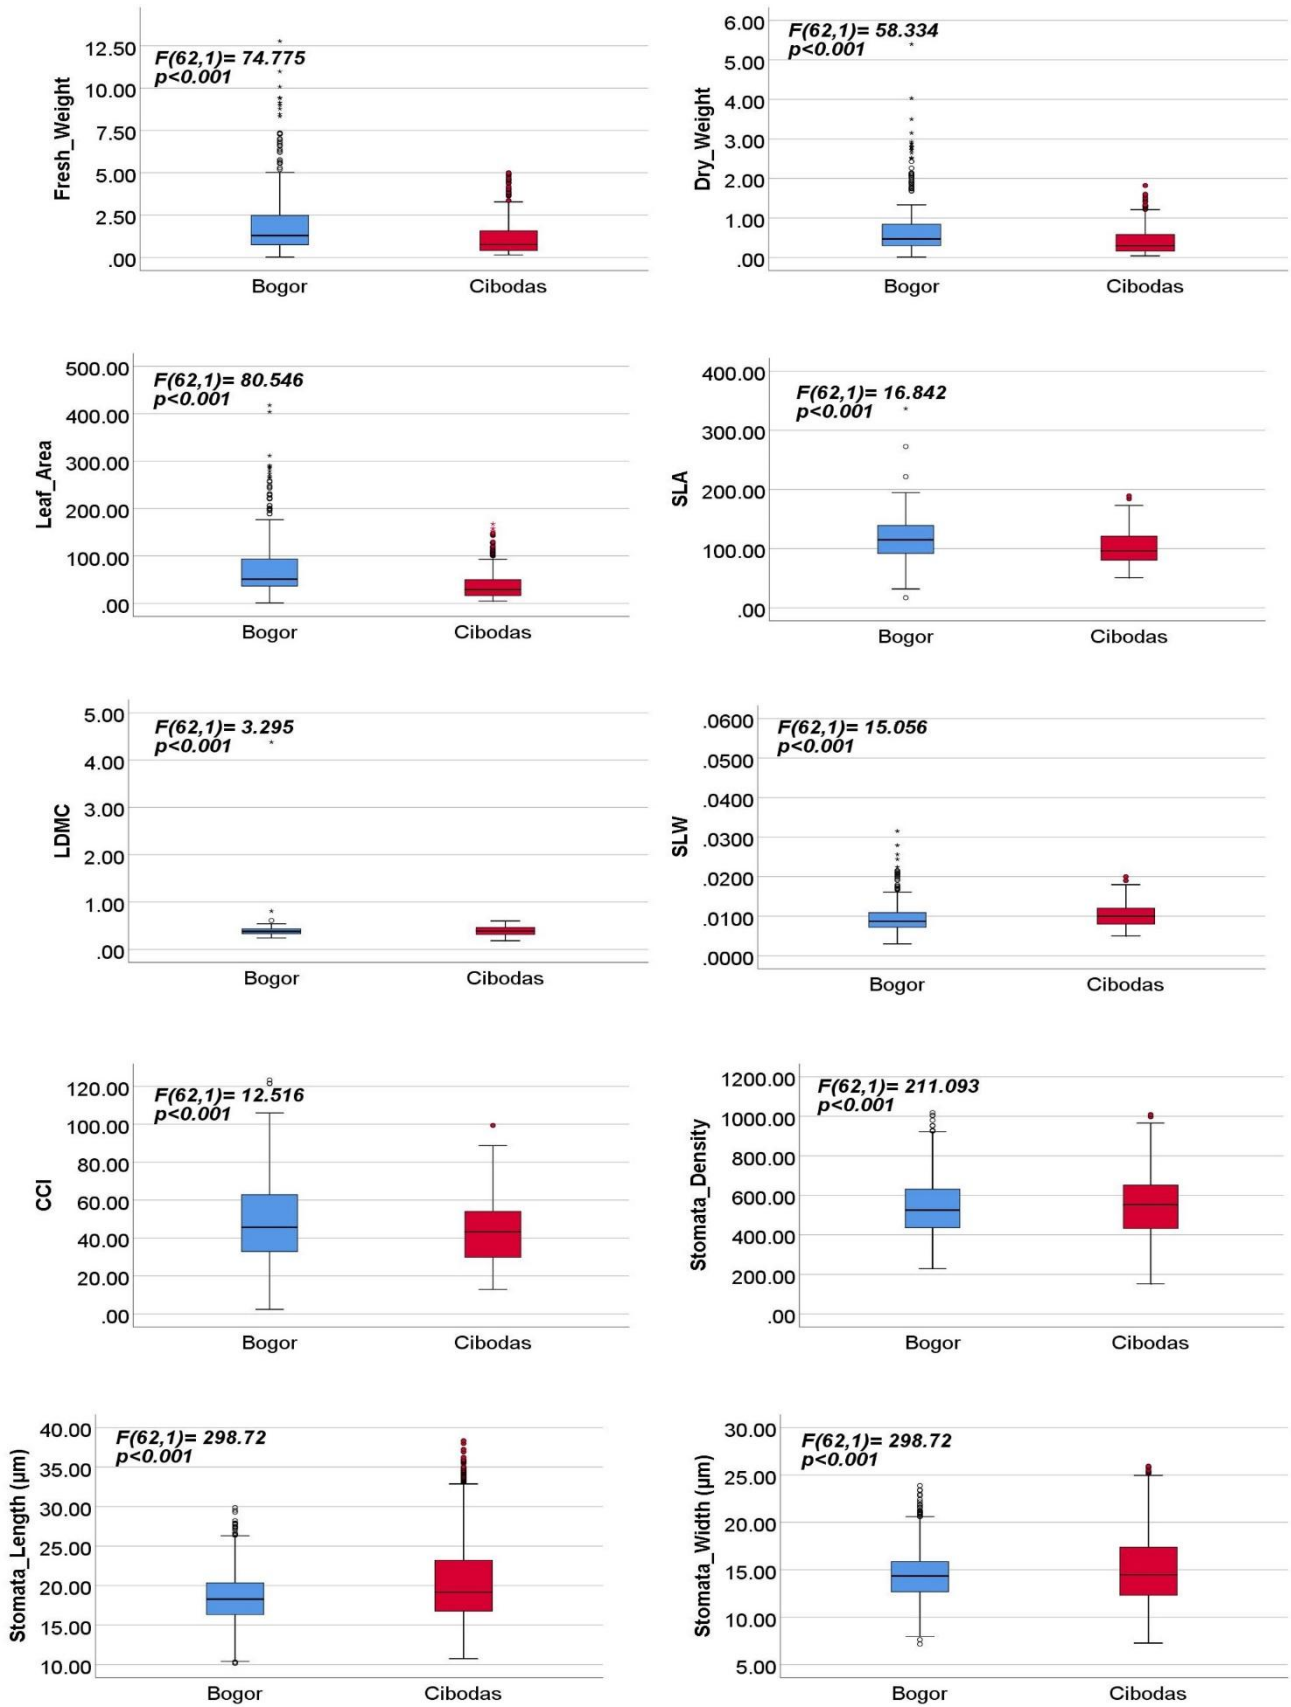 Fresh_Weight
12.50
10.00
7.50
5.00
2.50
.00
F(62,1)= 74.775
p<0.001
Bogor
Cibodas
Dry_Weight
6.00
5.00
4.00
3.00
2.00
1.00
.00
F(62,1)= 58.334
p<0.001
Bogor
Cibodas
Leaf_Area
500.00
400.00
300.00
200.00
100.00
.00
F(62,1)= 80.546
p<0.001
Bogor
Cibodas
SLA
400.00
300.00
200.00
100.00
.00
F(62,1)= 16.842
p<0.001
Bogor
Cibodas
LDMC
5.00
4.00
3.00
2.00
1.00
.00
F(62,1)= 3.295
p<0.001
Bogor
Cibodas
SLW
.0600
.0500
.0400
.0300
.0200
.0100
.0000
F(62,1)= 15.056
p<0.001
Bogor
Cibodas
CCI
120.00
100.00
80.00
60.00
40.00
20.00
.00
F(62,1)= 12.516
p<0.001
Bogor
Cibodas
Stomata_Density
1200.00
1000.00
800.00
600.00
400.00
200.00
.00
F(62,1)= 211.093
p<0.001
Bogor
Cibodas
Stomata_Length (µm)
40.00
35.00
30.00
25.00
20.00
15.00
10.00
F(62,1)= 298.72
p<0.001
Bogor
Cibodas
Stomata_Width (µm)
30.00
25.00
20.00
15.00
10.00
5.00
F(62,1)= 298.72
p<0.001
Bogor
Cibodas